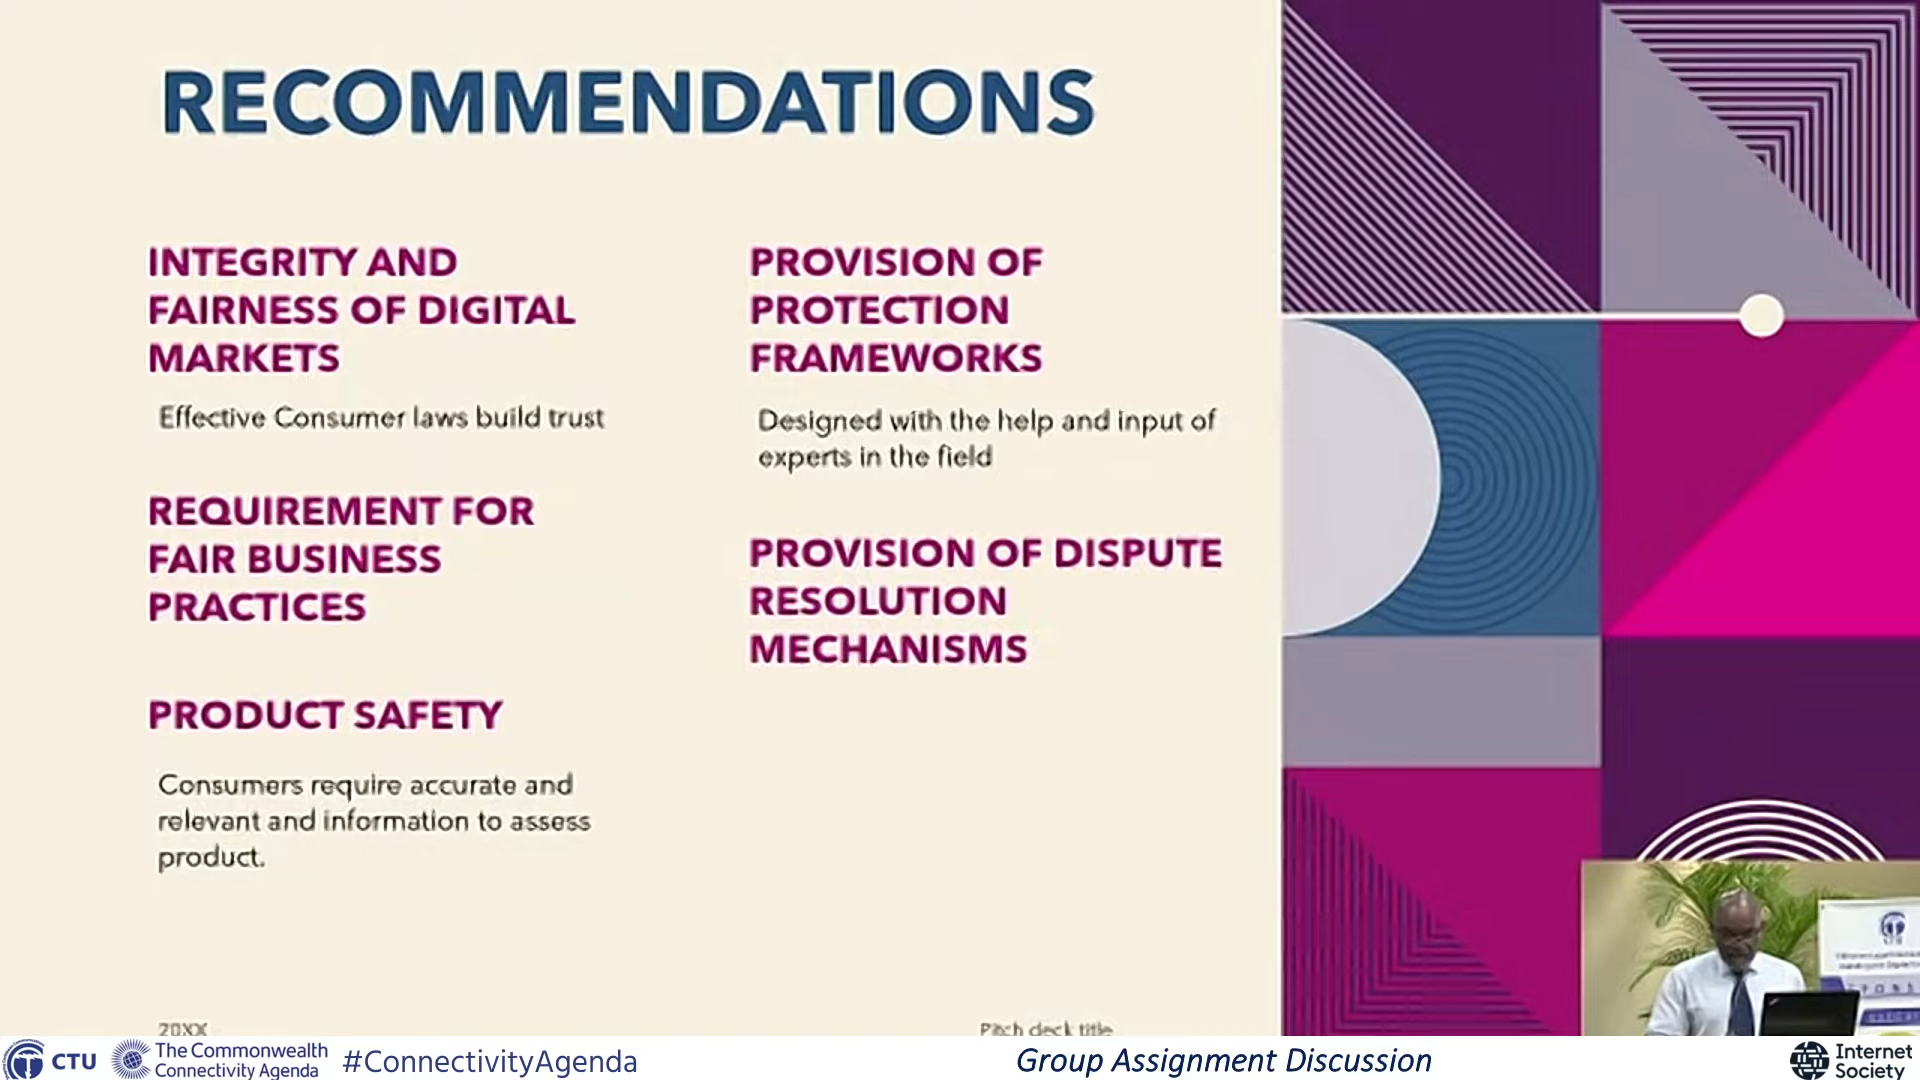 RECOMMENDATIONS
INTEGRITY AND
FAIRNESS OF DIGITAL
MARKETS
Effective Consumer laws build trust
REQUIREMENT FOR
FAIR BUSINESS
PRACTICES
PRODUCT SAFETY
Consumers require accurate and
relevant and information to assess
product.
PROVISION OF
PROTECTION
FRAMEWORKS
Designed with the help and input of
experts in the field
PROVISION OF DISPUTE
RESOLUTION
MECHANISMS
20XX
Pitch deck title
CTU
The Commonwealth
Connectivity Agenda
#ConnectivityAgenda
Group Assignment Discussion
Internet
Society